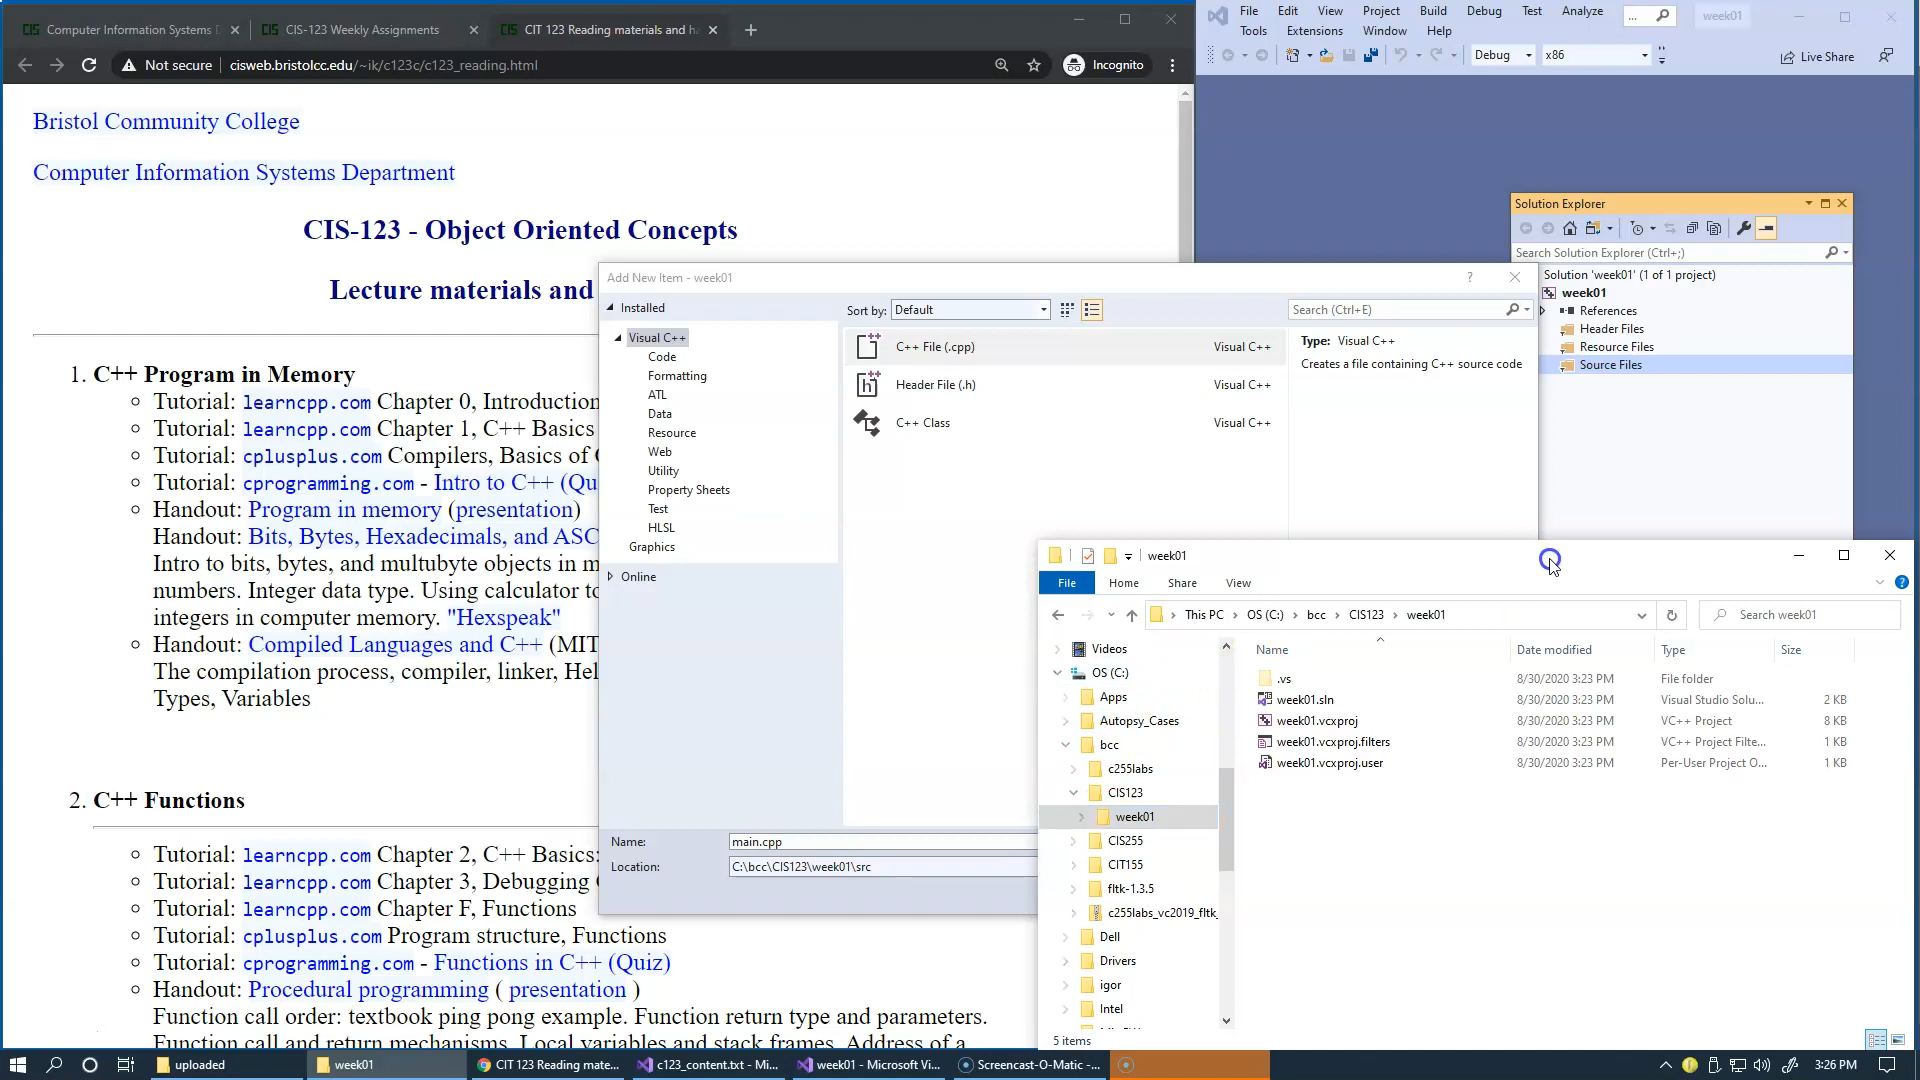 Computer Information Systems D
CIS-123 Weekly Assignments
CIT 123 Reading materials and ha
Not secure
cisweb.bristolcc.edu/~ik/c123c/c123_reading.html
Incognito
Bristol Community College
Computer Information Systems Department
CIS-123 - Object Oriented Concepts
Lecture materials and
1. C++ Program in Memory
Tutorial: learncpp.com Chapter 0, Introduction
Tutorial: learncpp.com Chapter 1, C++ Basics
Tutorial: cplusplus.com Compilers, Basics of C
Tutorial: cprogramming.com - Intro to C++ (Qu
Handout: Program in memory (presentation)
Handout: Bits, Bytes, Hexadecimals, and ASC
Intro to bits, bytes, and multubyte objects in m
numbers. Integer data type. Using calculator to
integers in computer memory. "Hexspeak"
Handout: Compiled Languages and C++ (MIT
The compilation process, compiler, linker, Hel
Types, Variables
2. C++ Functions
Tutorial: learncpp.com Chapter 2, C++ Basics:
Tutorial: learncpp.com Chapter 3, Debugging
Tutorial: learncpp.com Chapter F, Functions
Tutorial: cplusplus.com Program structure, Functions
Tutorial: cprogramming.com - Functions in C++ (Quiz)
Handout: Procedural programming ( presentation )
Function call order: textbook ping pong example. Function return type and parameters.
Function call and return mechanisms. Local variables and stack frames. Address of a
File Edit View Project Build Debug Test Analyze
Tools Extensions Window Help
...
week01
Debug
x86
Live Share
Solution Explorer
Search Solution Explorer (Ctrl+;)
Solution 'week01' (1 of 1 project)
week01
References
Header Files
Resource Files
Source Files
Add New Item - week01
?
Installed
Sort by: Default
Search (Ctrl+E)
Visual C++
Code
Formatting
ATL
Data
Resource
Web
Utility
Property Sheets
Test
HLSL
Graphics
Online
C++ File (.cpp) Visual C++
Header File (.h) Visual C++
C++ Class Visual C++
Type: Visual C++
Creates a file containing C++ source code
Name: main.cpp
Location: C:\bcc\CIS123\week01\src
week01
File Home Share View
This PC > OS (C:) > bcc > CIS123 > week01
Search week01
Videos
OS (C:)
Apps
Autopsy_Cases
bcc
c255labs
CIS123
week01
CIS255
CIT155
fltk-1.3.5
c255labs_vc2019_fltk_
Dell
Drivers
igor
Intel
Name Date modified Type Size
.vs 8/30/2020 3:23 PM File folder
week01.sln 8/30/2020 3:23 PM Visual Studio Solu... 2 KB
week01.vcxproj 8/30/2020 3:23 PM VC++ Project 8 KB
week01.vcxproj.filters 8/30/2020 3:23 PM VC++ Project Filte... 1 KB
week01.vcxproj.user 8/30/2020 3:23 PM Per-User Project O... 1 KB
5 items
uploaded
week01
CIT 123 Reading mate...
c123_content.txt - Mi...
week01 - Microsoft Vi...
Screencast-O-Matic -...
3:26 PM